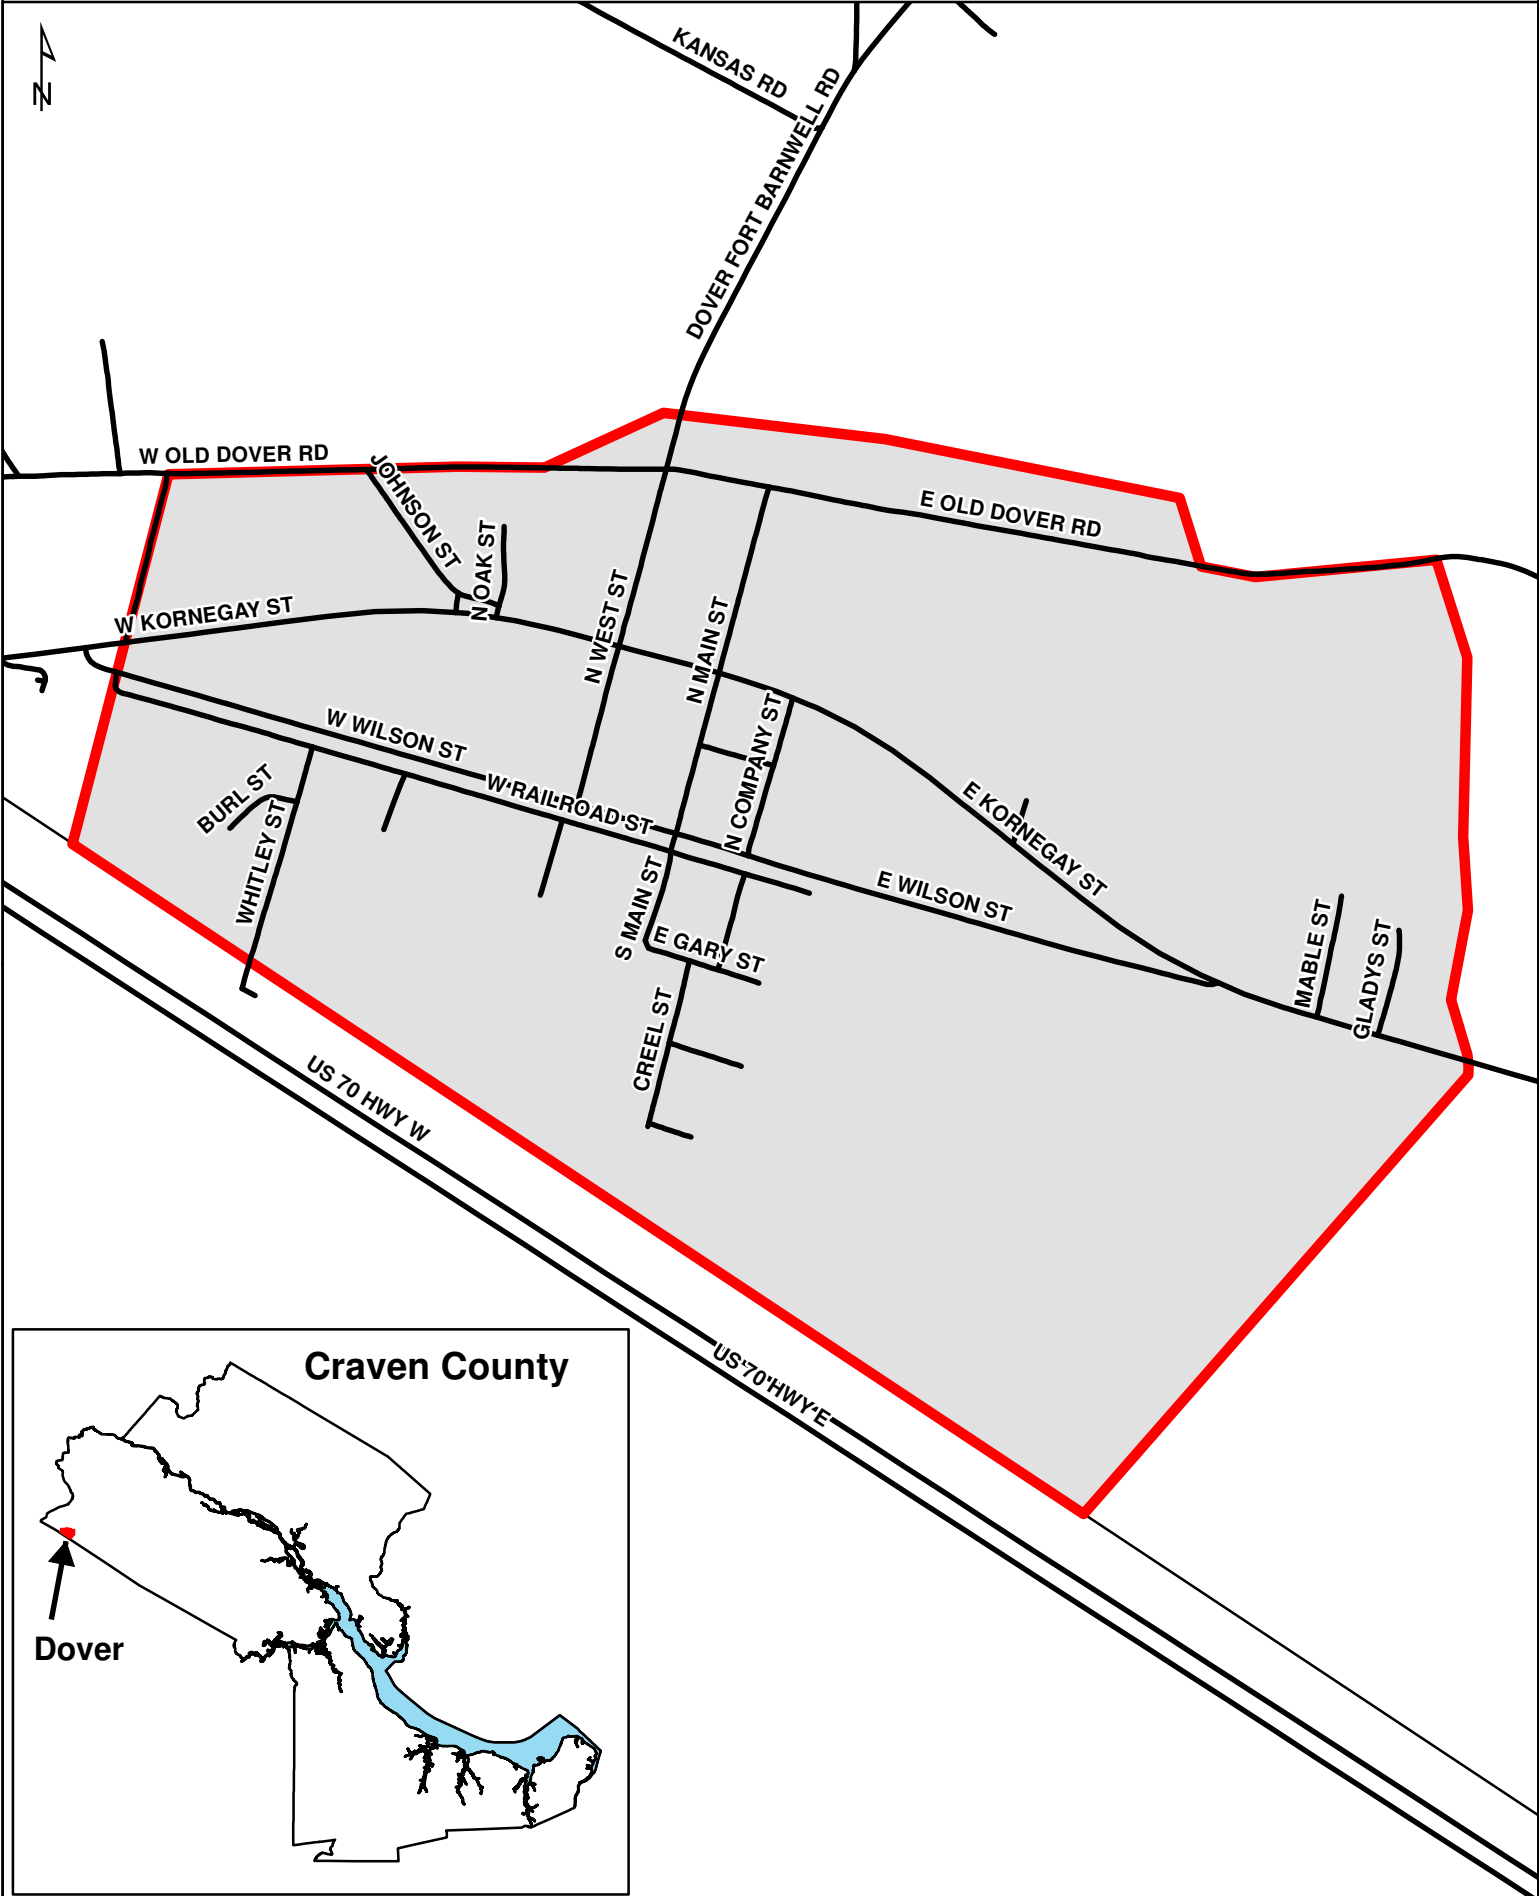 KANSAS RD
N
DOVER FORT BARNWELL RD
W OLD DOVER RD
JOHNSON ST
E OLD DOVER RD
N OAK ST
W KORNEGAY ST
N WEST ST
N MAIN ST
W WILSON ST
N COMPANY ST
BURL ST
W RAILROAD ST
E KORNEGAY ST
WHITLEY ST
S MAIN ST
E WILSON ST
E GARY ST
MABLE ST
GLADYS ST
CREEL ST
US 70 HWY W
US 70 HWY E
Craven County
Dover